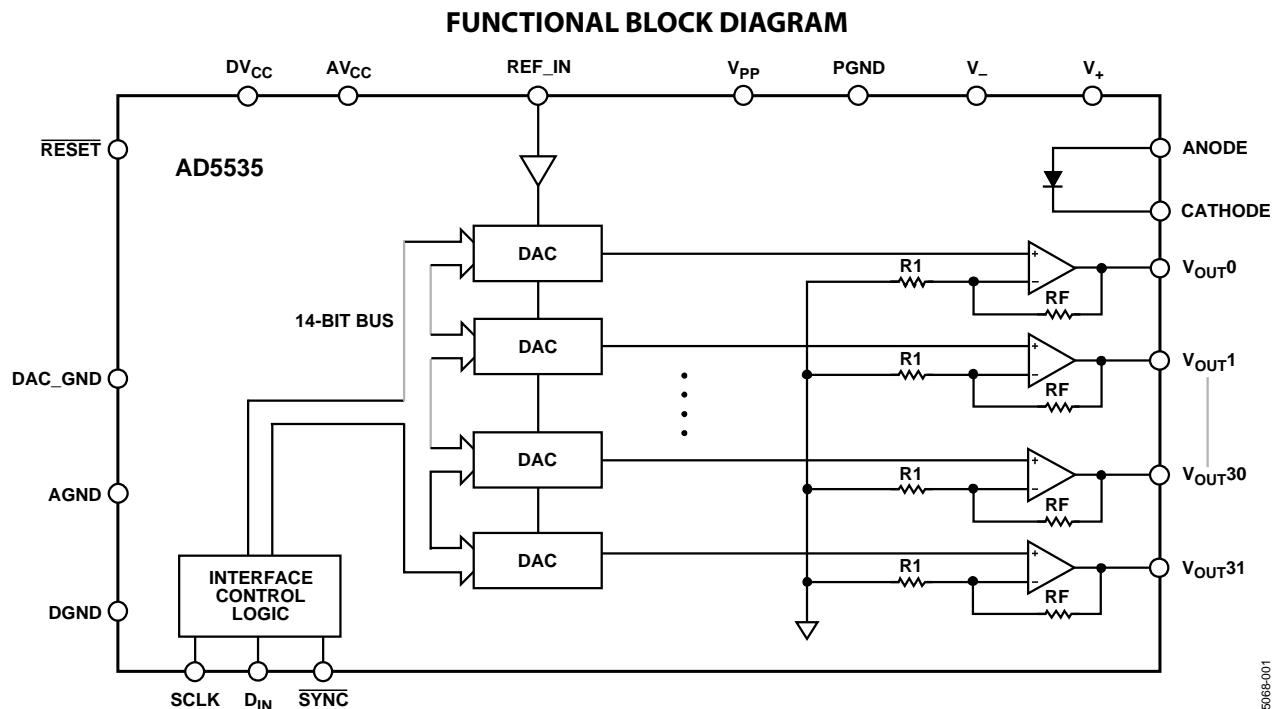 FUNCTIONAL BLOCK DIAGRAM
DVCC
AVCC
REF_IN
VPP
PGND
V–
V+
RESET
AD5535
ANODE
CATHODE
DAC
R1
+
–
RF
VOUT0
14-BIT BUS
DAC
R1
+
–
RF
VOUT1
DAC_GND
DAC
R1
+
–
RF
VOUT30
AGND
DAC
R1
+
–
RF
VOUT31
INTERFACE
CONTROL
LOGIC
DGND
SCLK
DIN
SYNC
5068-001